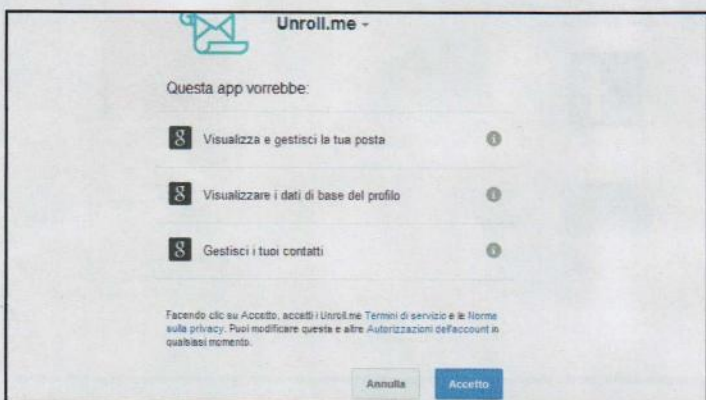 Unroll.me
Questa app vorrebbe:
Visualizza e gestisci la tua posta
Visualizzare i dati di base del profilo
Gestisci i tuoi contatti
Facendo clic su Accetto, accetti i Unroll.me Termini di servizio e le Norme
sulla privacy. Puoi modificare questa e altre Autorizzazioni dell'account in
qualsiasi momento.
Annulla Accetto